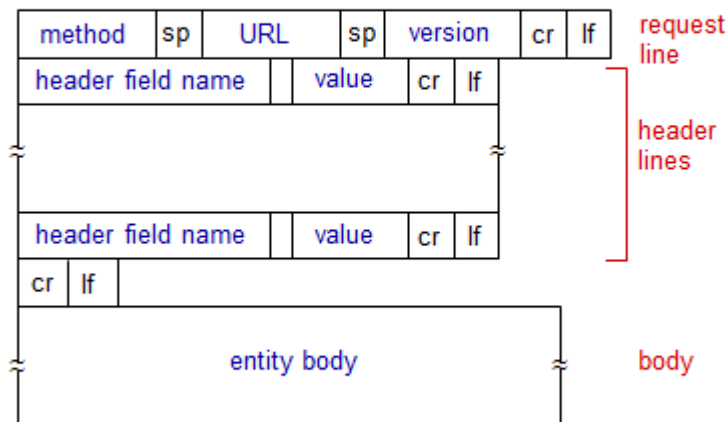 method sp URL sp version cr lf request line
header field name value cr lf
header lines
header field name value cr lf
cr lf
entity body body